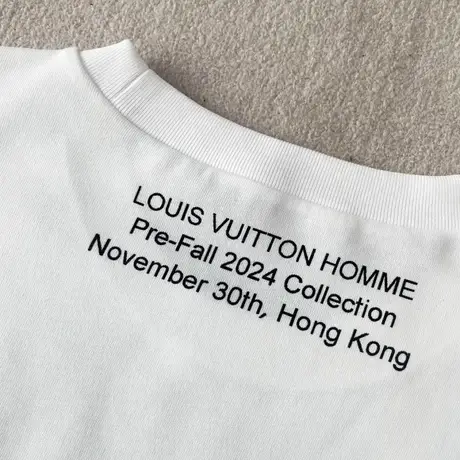 LOUIS VUITTON HOMME
Pre-Fall 2024 Collection
November 30th, Hong Kong